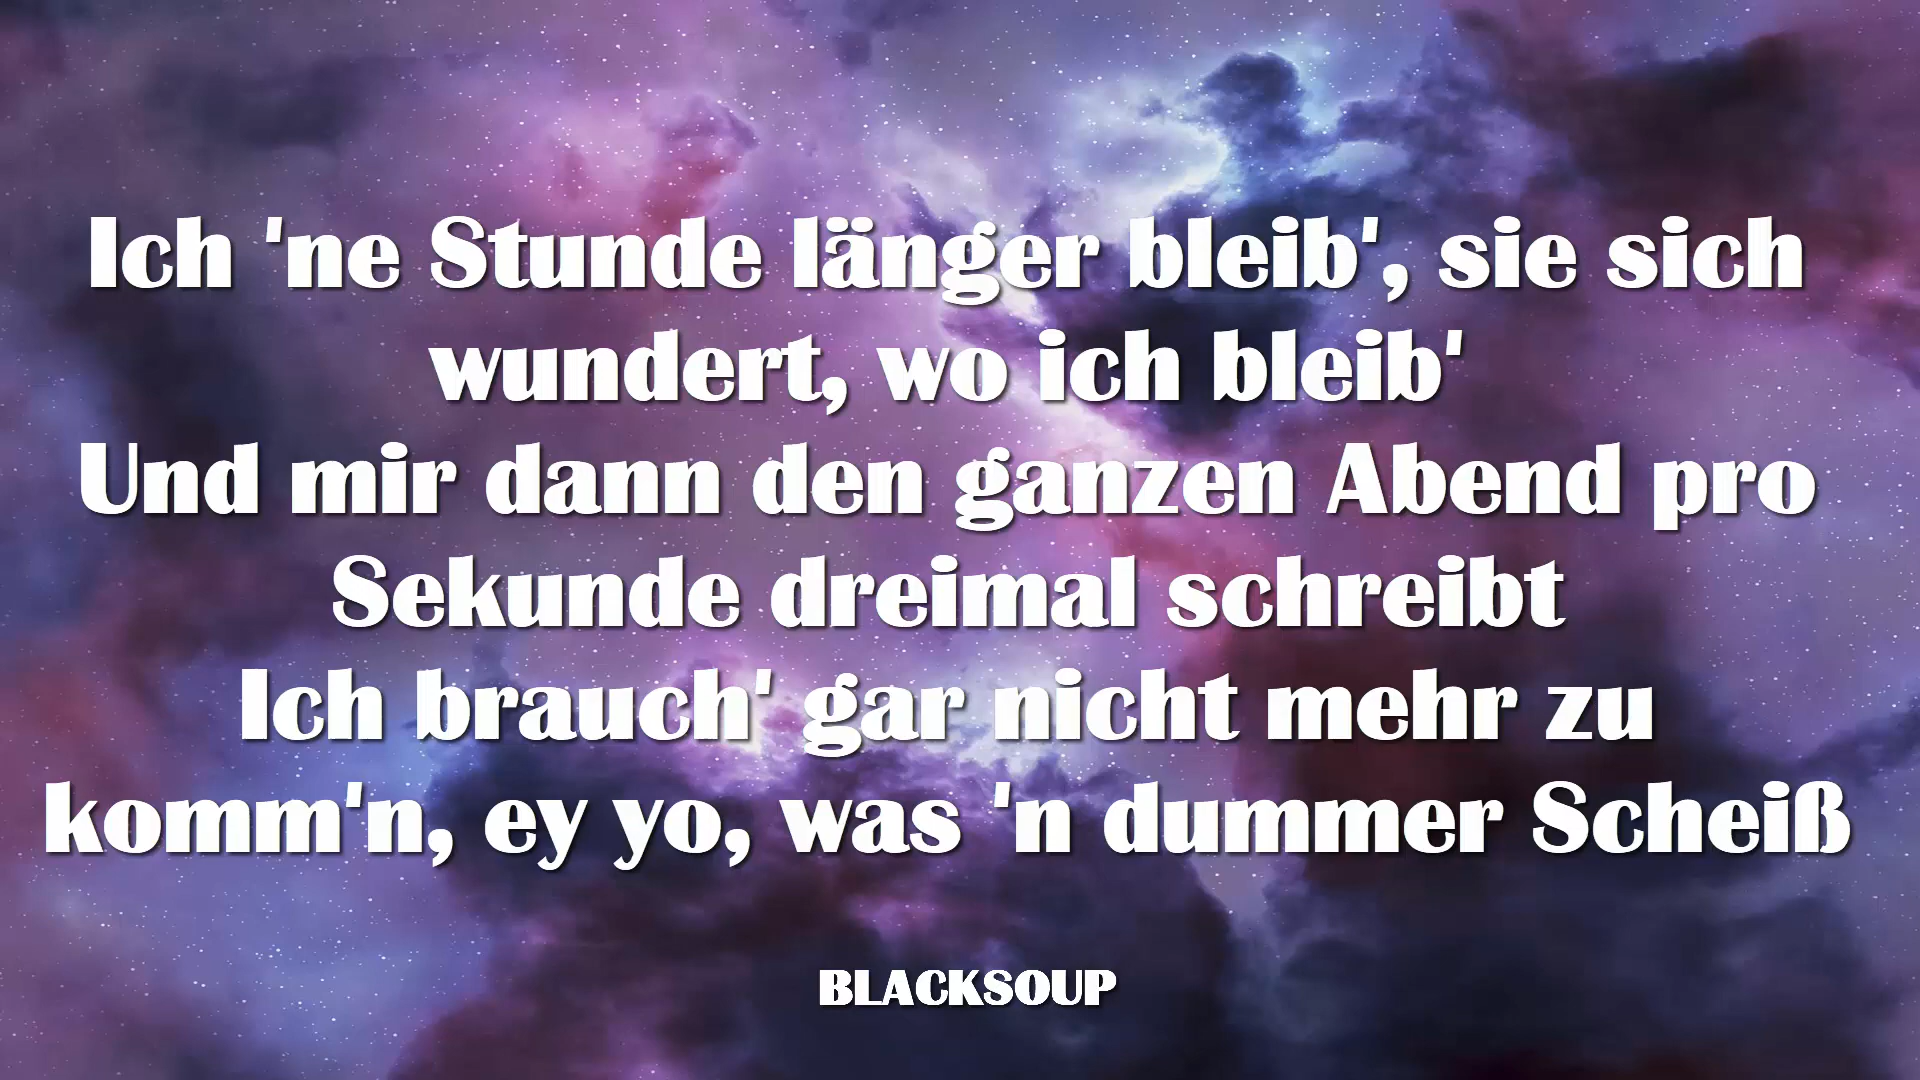 Ich 'ne Stunde länger bleib', sie sich
wundert, wo ich bleib'
Und mir dann den ganzen Abend pro
Sekunde dreimal schreibt
Ich brauch' gar nicht mehr zu
komm'n, ey yo, was 'n dummer Scheiß
BLACKSOUP